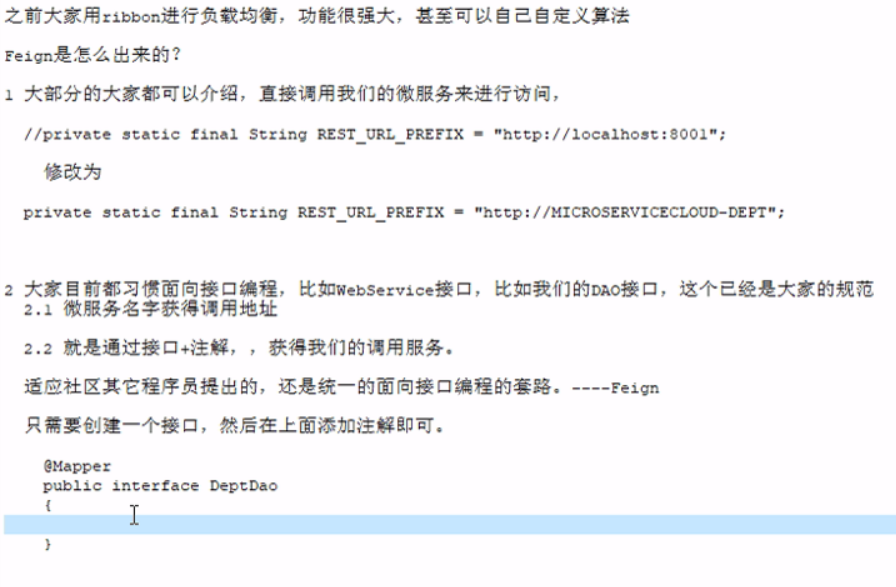 之前大家用ribbon进行负载均衡，功能很强大，甚至可以自己自定义算法
Feign是怎么出来的？
1 大部分的大家都可以介绍，直接调用我们的微服务来进行访问，
//private static final String REST_URL_PREFIX = "http://localhost:8001";
修改为
private static final String REST_URL_PREFIX = "http://MICROSERVICECLOUD-DEPT";
2 大家目前都习惯面向接口编程，比如WebService接口，比如我们的DAO接口，这个已经是大家的规范
2.1 微服务名字获得调用地址
2.2 就是通过接口+注解，，获得我们的调用服务。
适应社区其它程序员提出的，还是统一的面向接口编程的套路。----Feign
只需要创建一个接口，然后在上面添加注解即可。
@Mapper
public interface DeptDao
{
}